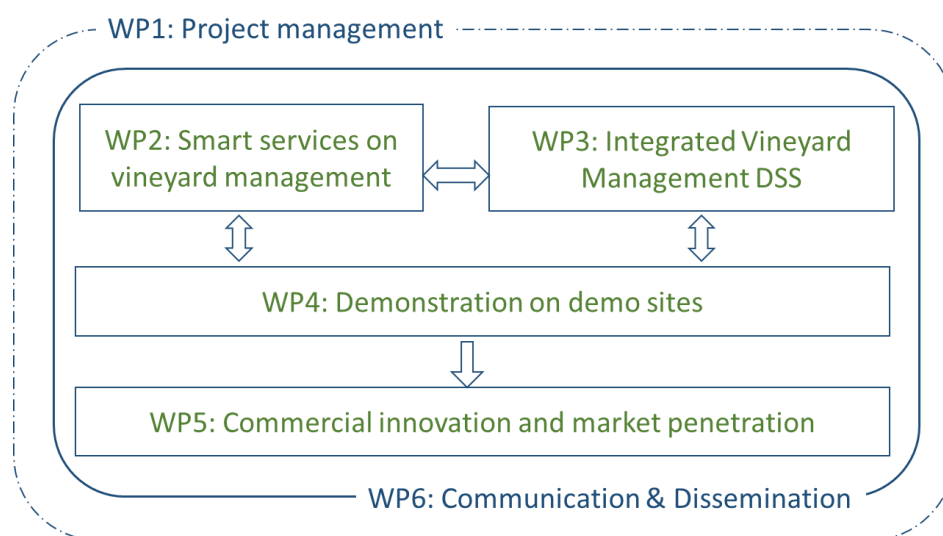 WP1: Project management
WP2: Smart services on
vineyard management
WP3: Integrated Vineyard
Management DSS
WP4: Demonstration on demo sites
WP5: Commercial innovation and market penetration
WP6: Communication & Dissemination